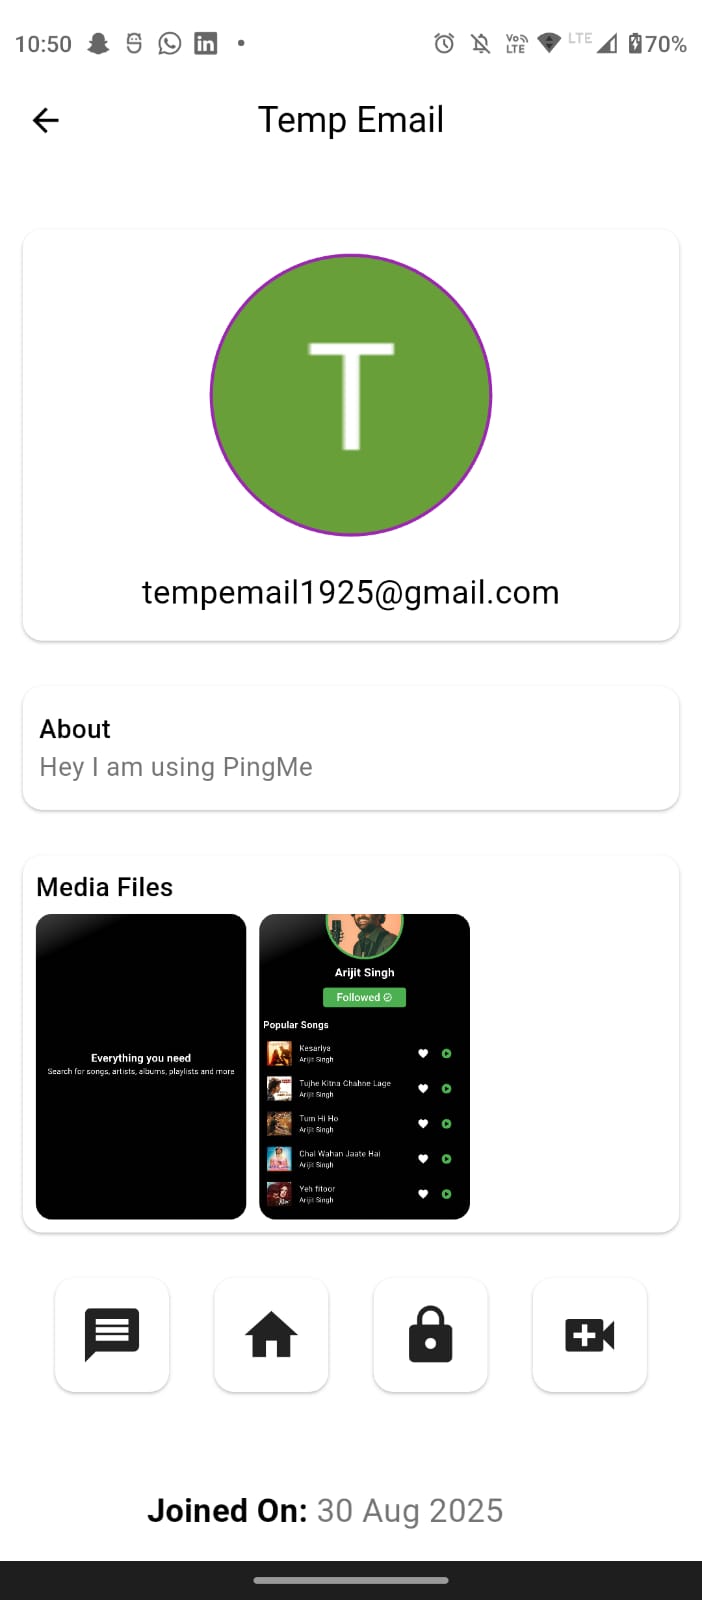 10:50
Vo LTE
LTE
70%
Temp Email
T
tempemail1925@gmail.com
About
Hey I am using PingMe
Media Files
Everything you need
Search for songs, artists, albums, playlists and more
Arijit Singh
Followed
Popular Songs
Kesariya
Arijit Singh
Tujhe Kitna Chahne Lage
Arijit Singh
Tum Hi Ho
Arijit Singh
Chal Wahan Jaate Hai
Arijit Singh
Yeh fitoor
Arijit Singh
Joined On: 30 Aug 2025